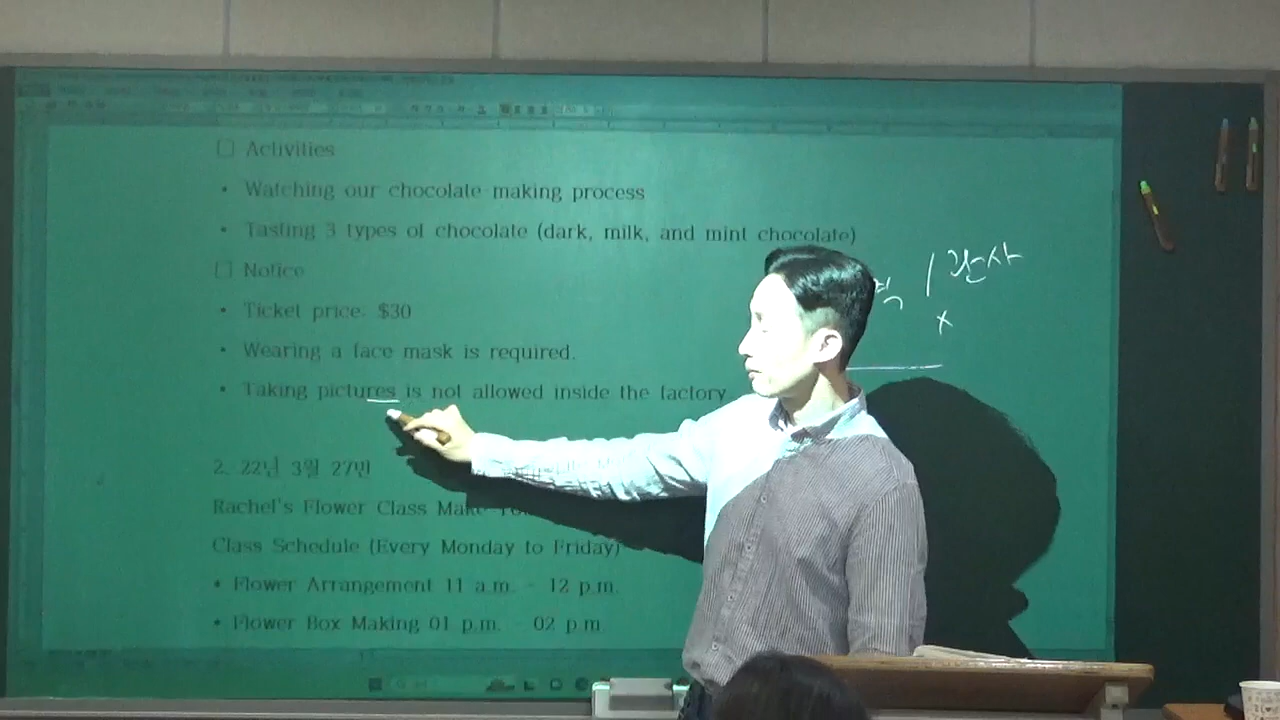 □ Activities
• Watching our chocolate making process
• Tasting 3 types of chocolate (dark, milk, and mint chocolate)
□ Notice
• Ticket price: $30
• Wearing a face mask is required.
• Taking pictures is not allowed inside the factory
2. 22년 3월 27번
Rachel's Flower Class Make
Class Schedule (Every Monday to Friday)
• Flower Arrangement 11 a.m. - 12 p.m.
• Flower Box Making 01 p.m. - 02 p.m